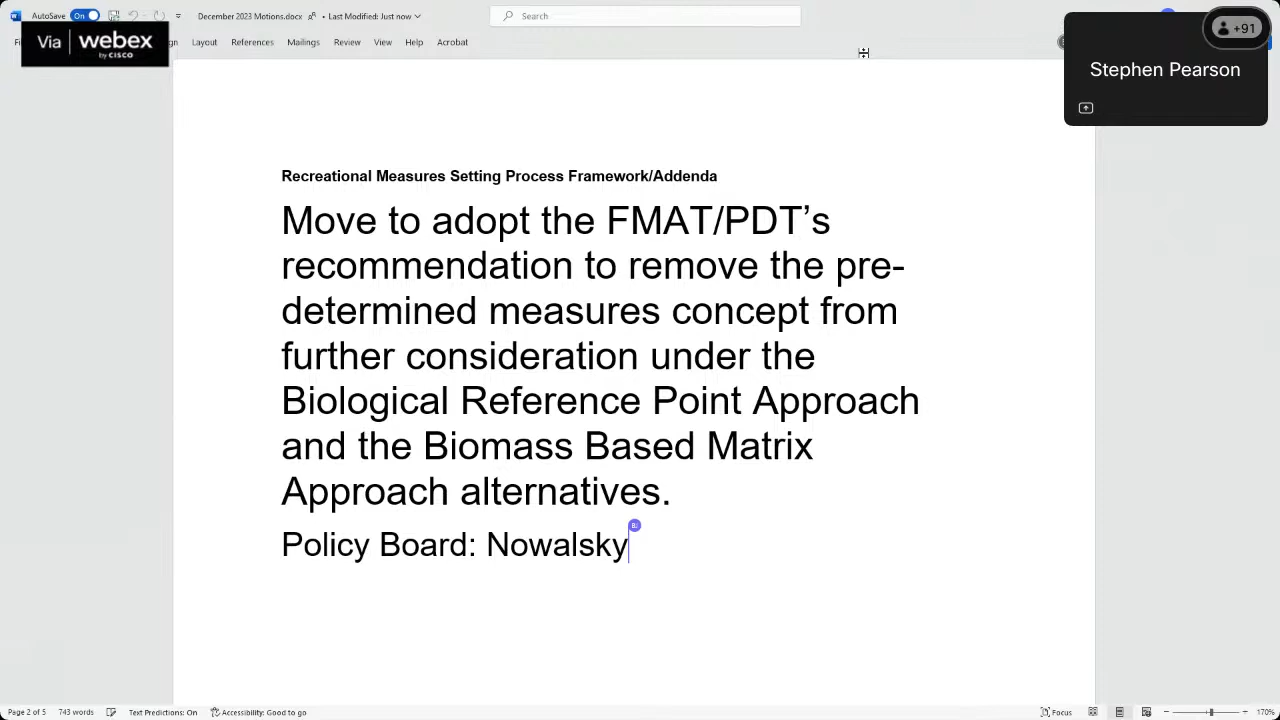 AutoSave On December 2023 Motions.docx • Last Modified: Just now Search
Layout References Mailings Review View Help Acrobat
Via webex
by CISCO
+91
Stephen Pearson
Recreational Measures Setting Process Framework/Addenda
Move to adopt the FMAT/PDT’s
recommendation to remove the pre-
determined measures concept from
further consideration under the
Biological Reference Point Approach
and the Biomass Based Matrix
Approach alternatives.
Policy Board: Nowalsky
Page 2 of 5 743 words Text Predictions: On Accessibility: Good to go Focus 170%